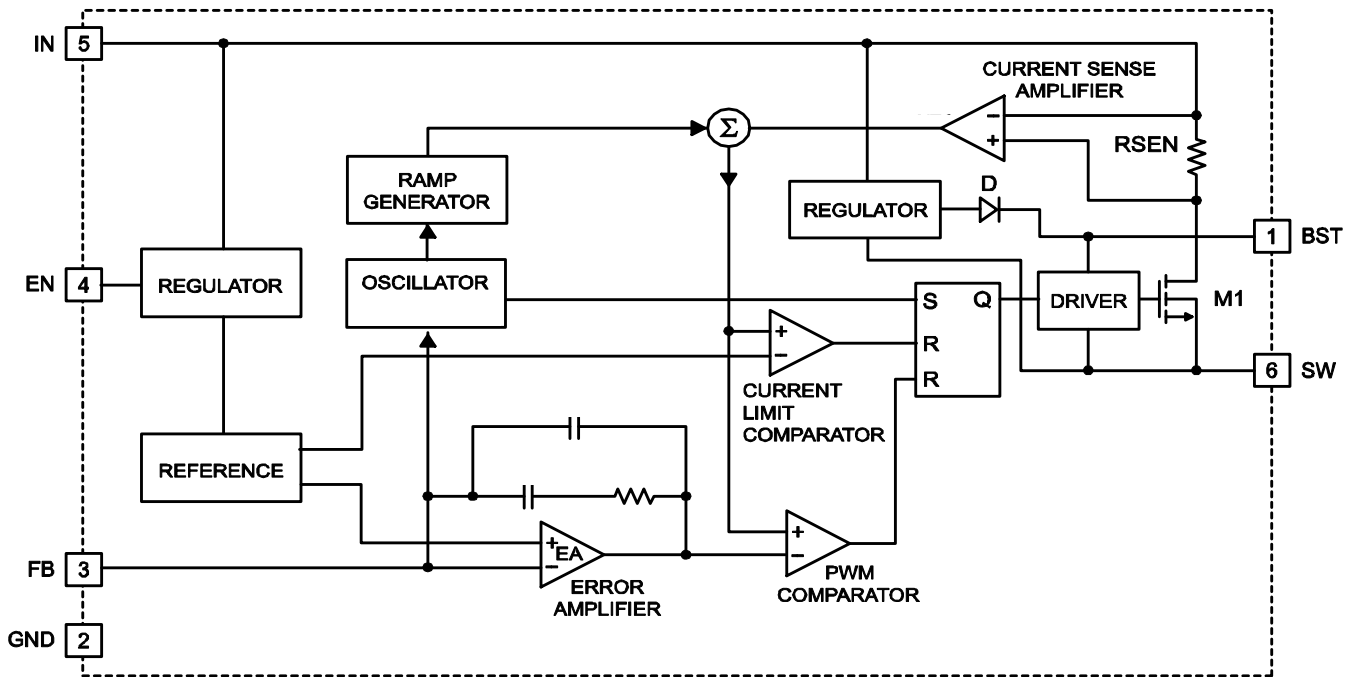 IN 5
CURRENT SENSE
AMPLIFIER
Σ
−
+
RSEN
RAMP
GENERATOR
D
REGULATOR
1 BST
EN 4
REGULATOR
OSCILLATOR
S Q
DRIVER
M1
+
−
R
R
6 SW
CURRENT
LIMIT
COMPARATOR
REFERENCE
+
EA
−
+
−
FB 3
ERROR
AMPLIFIER
PWM
COMPARATOR
GND 2